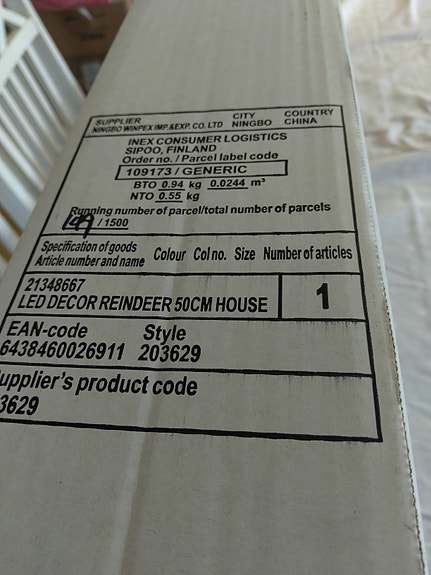 SUPPLIER CITY COUNTRY
NINGBO WINPEX IMP.&EXP. CO. LTD NINGBO CHINA
INEX CONSUMER LOGISTICS
SIPOO, FINLAND
Order no. / Parcel label code
109173 / GENERIC
BTO 0.94 kg 0.0244 m³
NTO 0.55 kg
Running number of parcel/total number of parcels
/ 1500
Specification of goods
Article number and name Colour Col no. Size Number of articles
21348667
LED DECOR REINDEER 50CM HOUSE 1
EAN-code Style
6438460026911 203629
upplier's product code
3629